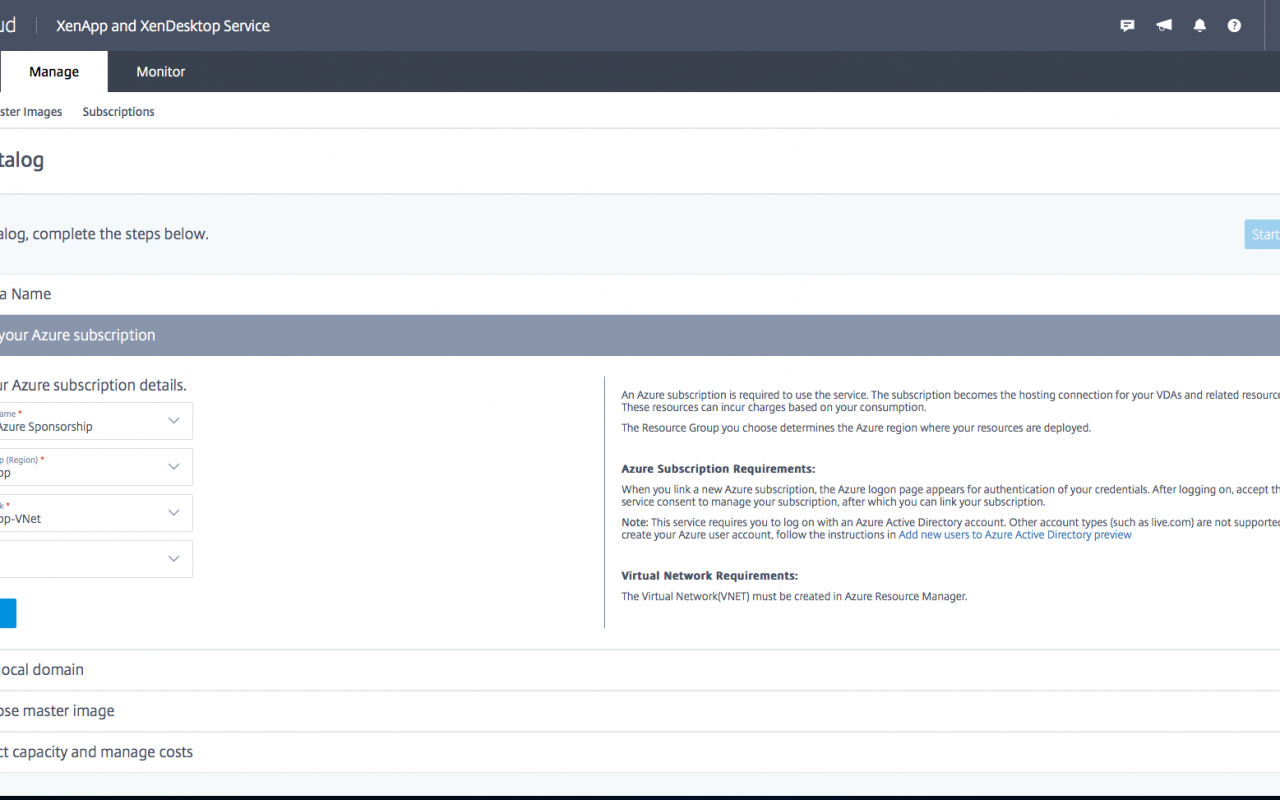 ud
XenApp and XenDesktop Service
Manage
Monitor
ster Images
Subscriptions
talog
alog, complete the steps below.
Start
a Name
your Azure subscription
ur Azure subscription details.
ame *
Azure Sponsorship
p (Region) *
pp
k *
pp-VNet
An Azure subscription is required to use the service. The subscription becomes the hosting connection for your VDAs and related resource
These resources can incur charges based on your consumption.
The Resource Group you choose determines the Azure region where your resources are deployed.
Azure Subscription Requirements:
When you link a new Azure subscription, the Azure logon page appears for authentication of your credentials. After logging on, accept th
service consent to manage your subscription, after which you can link your subscription.
Note: This service requires you to log on with an Azure Active Directory account. Other account types (such as live.com) are not supported
create your Azure user account, follow the instructions in Add new users to Azure Active Directory preview
Virtual Network Requirements:
The Virtual Network(VNET) must be created in Azure Resource Manager.
local domain
ose master image
ct capacity and manage costs